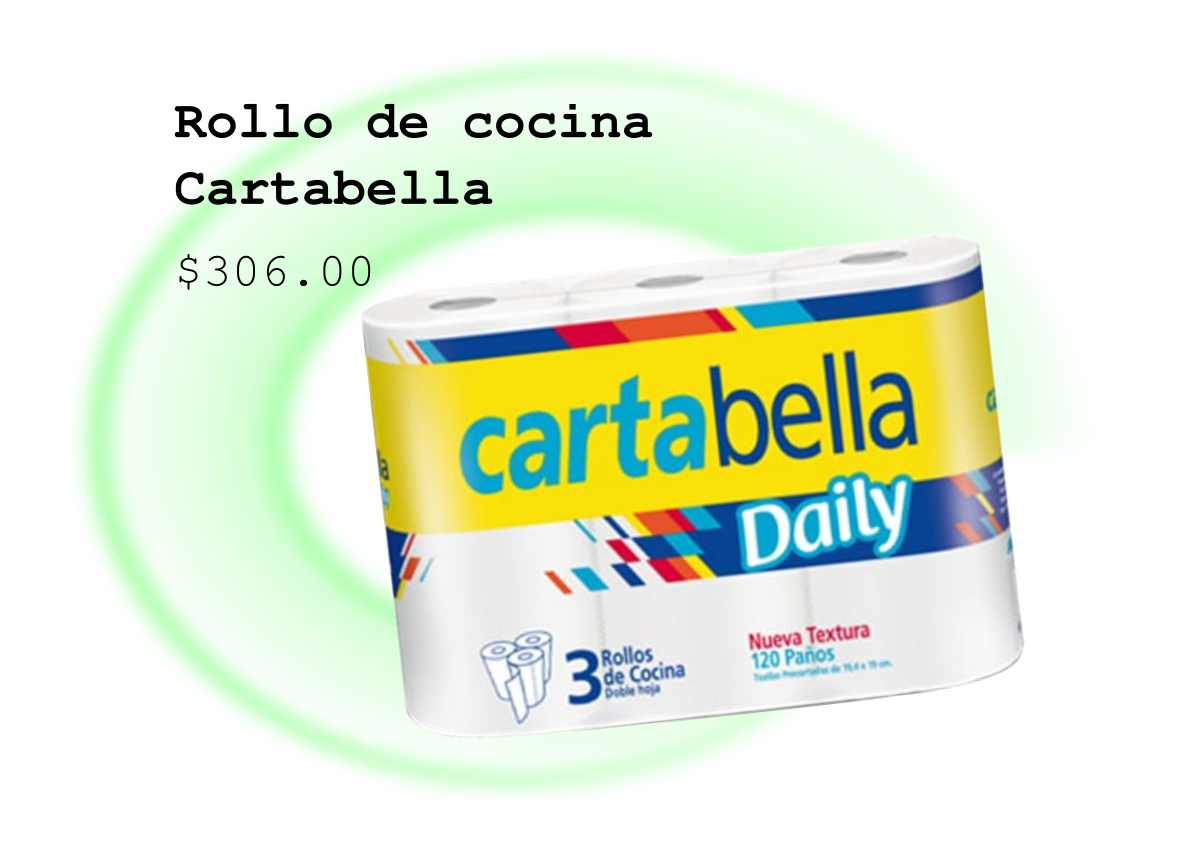 Rollo de cocina
Cartabella
$306.00
cartabella
Daily
3 Rollos
de Cocina
Doble hoja
Nueva Textura
120 Paños